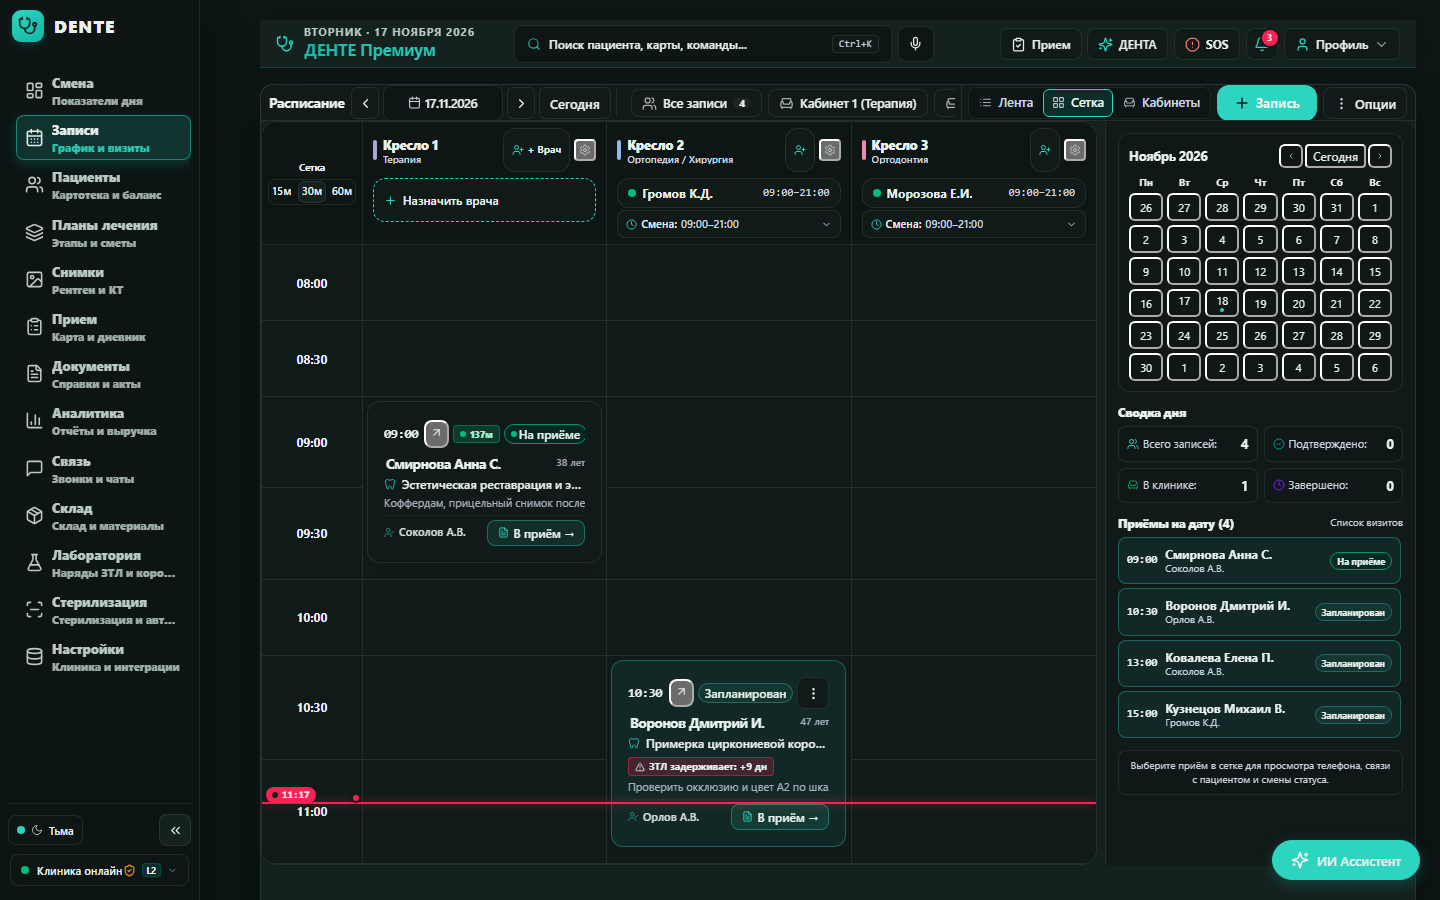 DENTE
Смена
Показатели дня
Записи
График и визиты
Пациенты
Картотека и баланс
Планы лечения
Этапы и сметы
Снимки
Рентген и КТ
Прием
Карта и дневник
Документы
Справки и акты
Аналитика
Отчёты и выручка
Связь
Звонки и чаты
Склад
Склад и материалы
Лаборатория
Наряды ЗТЛ и коро...
Стерилизация
Стерилизация и авт...
Настройки
Клиника и интеграции
Тьма
Клиника онлайн L2
ВТОРНИК · 17 НОЯБРЯ 2026
ДЕНТЕ Премиум
Поиск пациента, карты, команды... Ctrl+K
Прием
ДЕНТА
SOS
3
Профиль
Расписание
17.11.2026
Сегодня
Все записи 4
Кабинет 1 (Терапия)
Лента
Сетка
Кабинеты
+ Запись
Опции
Сетка
15м 30м 60м
Кресло 1
Терапия
+ Врач
+ Назначить врача
Кресло 2
Ортопедия / Хирургия
Громов К.Д. 09:00–21:00
Смена: 09:00–21:00
Кресло 3
Ортодонтия
Морозова Е.И. 09:00–21:00
Смена: 09:00–21:00
08:00
08:30
09:00
09:30
10:00
10:30
11:17
11:00
09:00 137м На приёме
Смирнова Анна С. 38 лет
Эстетическая реставрация и э...
Коффердам, прицельный снимок после
Соколов А.В. В приём →
10:30 Запланирован
Воронов Дмитрий И. 47 лет
Примерка циркониевой коро...
ЗТЛ задерживает: +9 дн
Проверить окклюзию и цвет A2 по шка
Орлов А.В. В приём →
Ноябрь 2026 ‹ Сегодня ›
Пн Вт Ср Чт Пт Сб Вс
26 27 28 29 30 31 1
2 3 4 5 6 7 8
9 10 11 12 13 14 15
16 17 18 19 20 21 22
23 24 25 26 27 28 29
30 1 2 3 4 5 6
Сводка дня
Всего записей: 4
Подтверждено: 0
В клинике: 1
Завершено: 0
Приёмы на дату (4) Список визитов
09:00 Смирнова Анна С. На приёме
Соколов А.В.
10:30 Воронов Дмитрий И. Запланирован
Орлов А.В.
13:00 Ковалева Елена П. Запланирован
Соколов А.В.
15:00 Кузнецов Михаил В. Запланирован
Громов К.Д.
Выберите приём в сетке для просмотра телефона, связи
с пациентом и смены статуса.
ИИ Ассистент